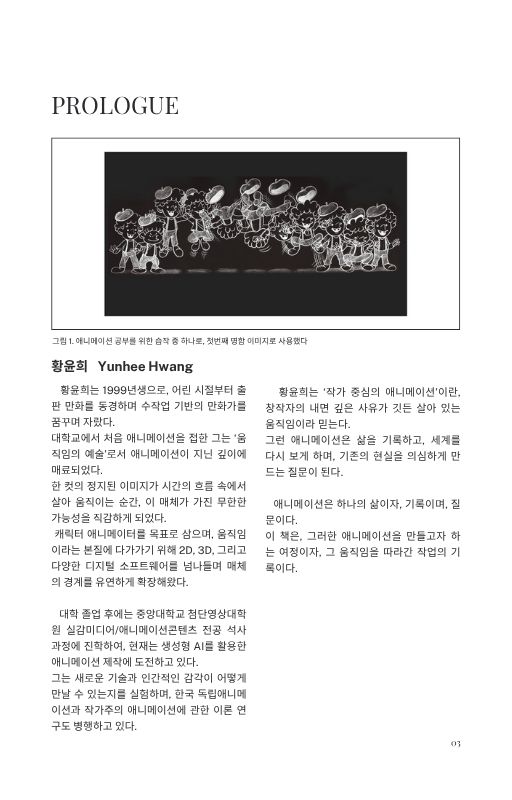 PROLOGUE
그림 1. 애니메이션 공부를 위한 습작 중 하나로, 첫번째 명함 이미지로 사용했다
황윤희 Yunhee Hwang
황윤희는 1999년생으로, 어린 시절부터 출
판 만화를 동경하며 수작업 기반의 만화가를
꿈꾸며 자랐다.
대학교에서 처음 애니메이션을 접한 그는 ‘움
직임의 예술’로서 애니메이션이 지닌 깊이에
매료되었다.
한 컷의 정지된 이미지가 시간의 흐름 속에서
살아 움직이는 순간, 이 매체가 가진 무한한
가능성을 직감하게 되었다.
캐릭터 애니메이터를 목표로 삼으며, 움직임
이라는 본질에 다가가기 위해 2D, 3D, 그리고
다양한 디지털 소프트웨어를 넘나들며 매체
의 경계를 유연하게 확장해왔다.
대학 졸업 후에는 중앙대학교 첨단영상대학
원 실감미디어/애니메이션콘텐츠 전공 석사
과정에 진학하여, 현재는 생성형 AI를 활용한
애니메이션 제작에 도전하고 있다.
그는 새로운 기술과 인간적인 감각이 어떻게
만날 수 있는지를 실험하며, 한국 독립애니메
이션과 작가주의 애니메이션에 관한 이론 연
구도 병행하고 있다.
황윤희는 ‘작가 중심의 애니메이션’이란,
창작자의 내면 깊은 사유가 깃든 살아 있는
움직임이라 믿는다.
그런 애니메이션은 삶을 기록하고, 세계를
다시 보게 하며, 기존의 현실을 의심하게 만
드는 질문이 된다.
애니메이션은 하나의 삶이자, 기록이며, 질
문이다.
이 책은, 그러한 애니메이션을 만들고자 하
는 여정이자, 그 움직임을 따라간 작업의 기
록이다.
03